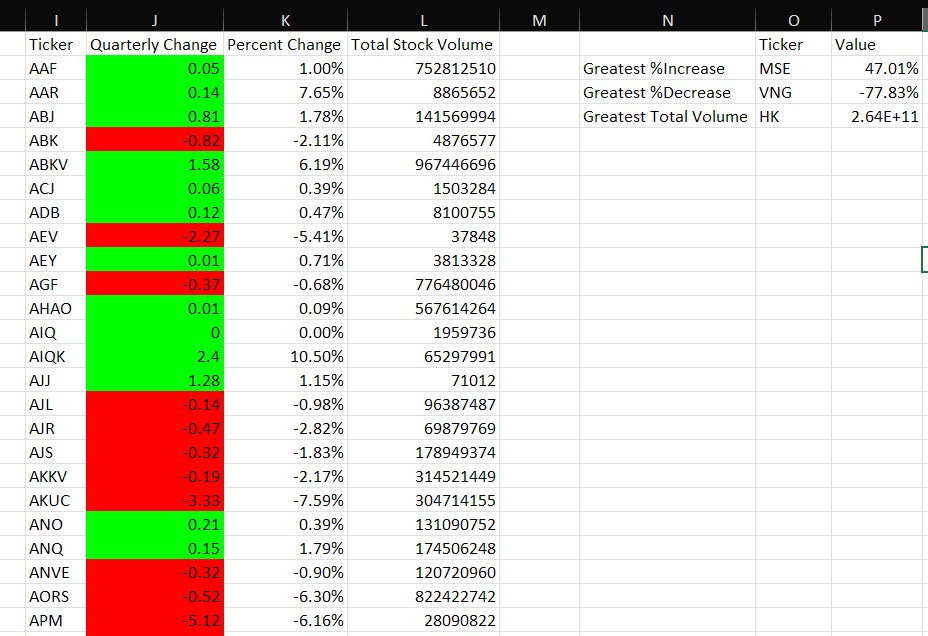 I J K L M N O P
Ticker Quarterly Change Percent Change Total Stock Volume Ticker Value
AAF 0.05 1.00% 752812510 Greatest %Increase MSE 47.01%
AAR 0.14 7.65% 8865652 Greatest %Decrease VNG -77.83%
ABJ 0.81 1.78% 141569994 Greatest Total Volume HK 2.64E+11
ABK -0.82 -2.11% 4876577
ABKV 1.58 6.19% 967446696
ACJ 0.06 0.39% 1503284
ADB 0.12 0.47% 8100755
AEV -2.27 -5.41% 37848
AEY 0.01 0.71% 3813328
AGF -0.37 -0.68% 776480046
AHAO 0.01 0.09% 567614264
AIQ 0 0.00% 1959736
AIQK 2.4 10.50% 65297991
AJJ 1.28 1.15% 71012
AJL -0.14 -0.98% 96387487
AJR -0.47 -2.82% 69879769
AJS -0.32 -1.83% 178949374
AKKV -0.19 -2.17% 314521449
AKUC -3.33 -7.59% 304714155
ANO 0.21 0.39% 131090752
ANQ 0.15 1.79% 174506248
ANVE -0.32 -0.90% 120720960
AORS -0.52 -6.30% 822422742
APM -5.12 -6.16% 28090822